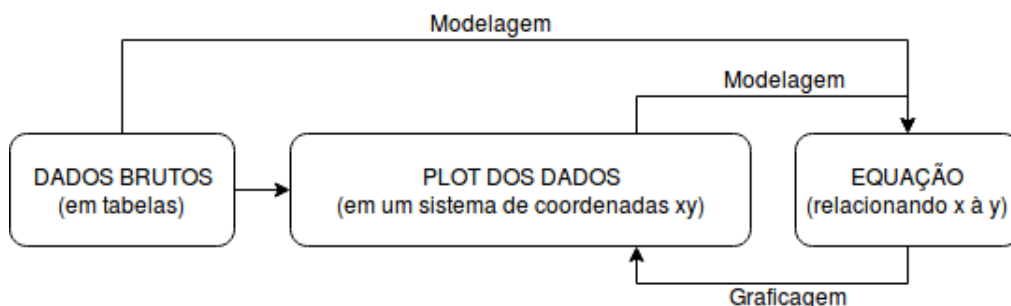 Modelagem
Modelagem
DADOS BRUTOS
(em tabelas)
PLOT DOS DADOS
(em um sistema de coordenadas xy)
EQUAÇÃO
(relacionando x à y)
Graficagem